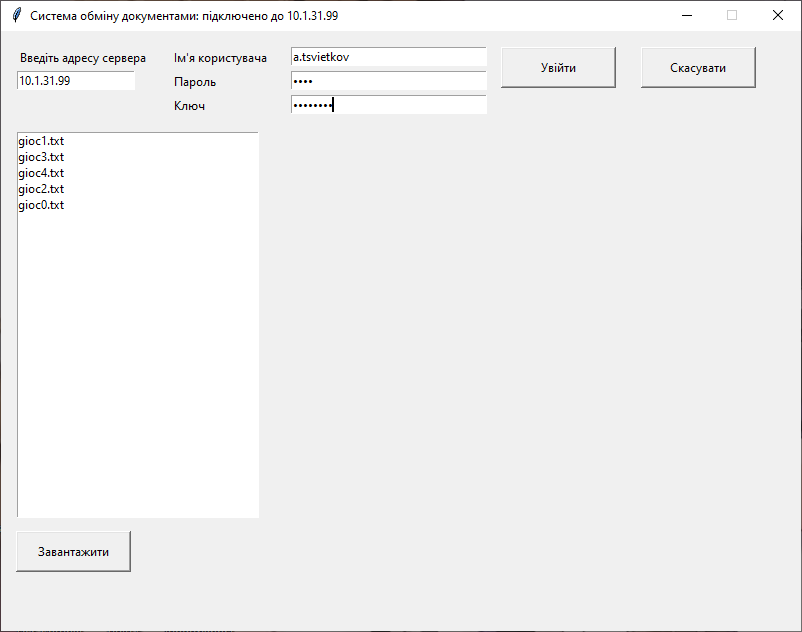 Система обміну документами: підключено до 10.1.31.99
Введіть адресу сервера
10.1.31.99
Ім'я користувача
a.tsvietkov
Пароль
••••
Ключ
••••••••
Увійти
Скасувати
gioc1.txt
gioc3.txt
gioc4.txt
gioc2.txt
gioc0.txt
Завантажити